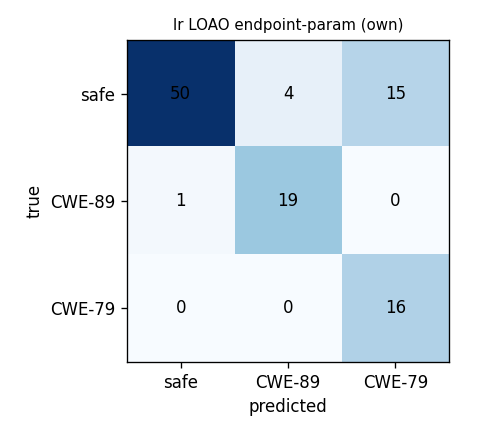 lr LOAO endpoint-param (own)
true
safe 50 4 15
CWE-89 1 19 0
CWE-79 0 0 16
safe CWE-89 CWE-79
predicted